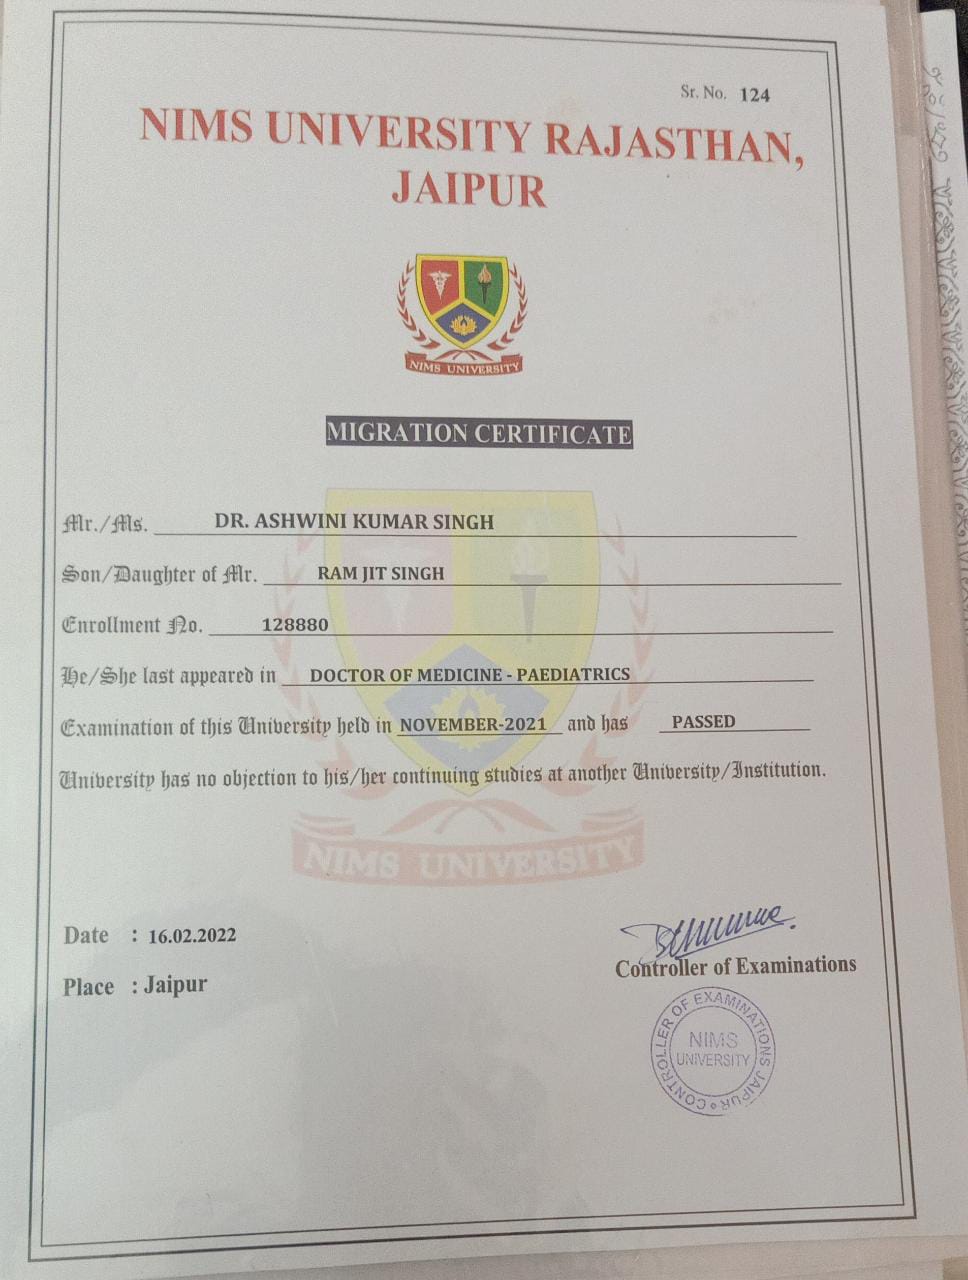 Sr. No. 124
NIMS UNIVERSITY RAJASTHAN,
JAIPUR
NIMS UNIVERSITY
MIGRATION CERTIFICATE
Mr./Ms. DR. ASHWINI KUMAR SINGH
Son/Daughter of Mr. RAM JIT SINGH
Enrollment No. 128880
He/She last appeared in DOCTOR OF MEDICINE - PAEDIATRICS
Examination of this University held in NOVEMBER-2021 and has PASSED
University has no objection to his/her continuing studies at another University/Institution.
NIMS UNIVERSITY
Date : 16.02.2022
Controller of Examinations
Place : Jaipur
CONTROLLER OF EXAMINATIONS JAIPUR
NIMS
UNIVERSITY